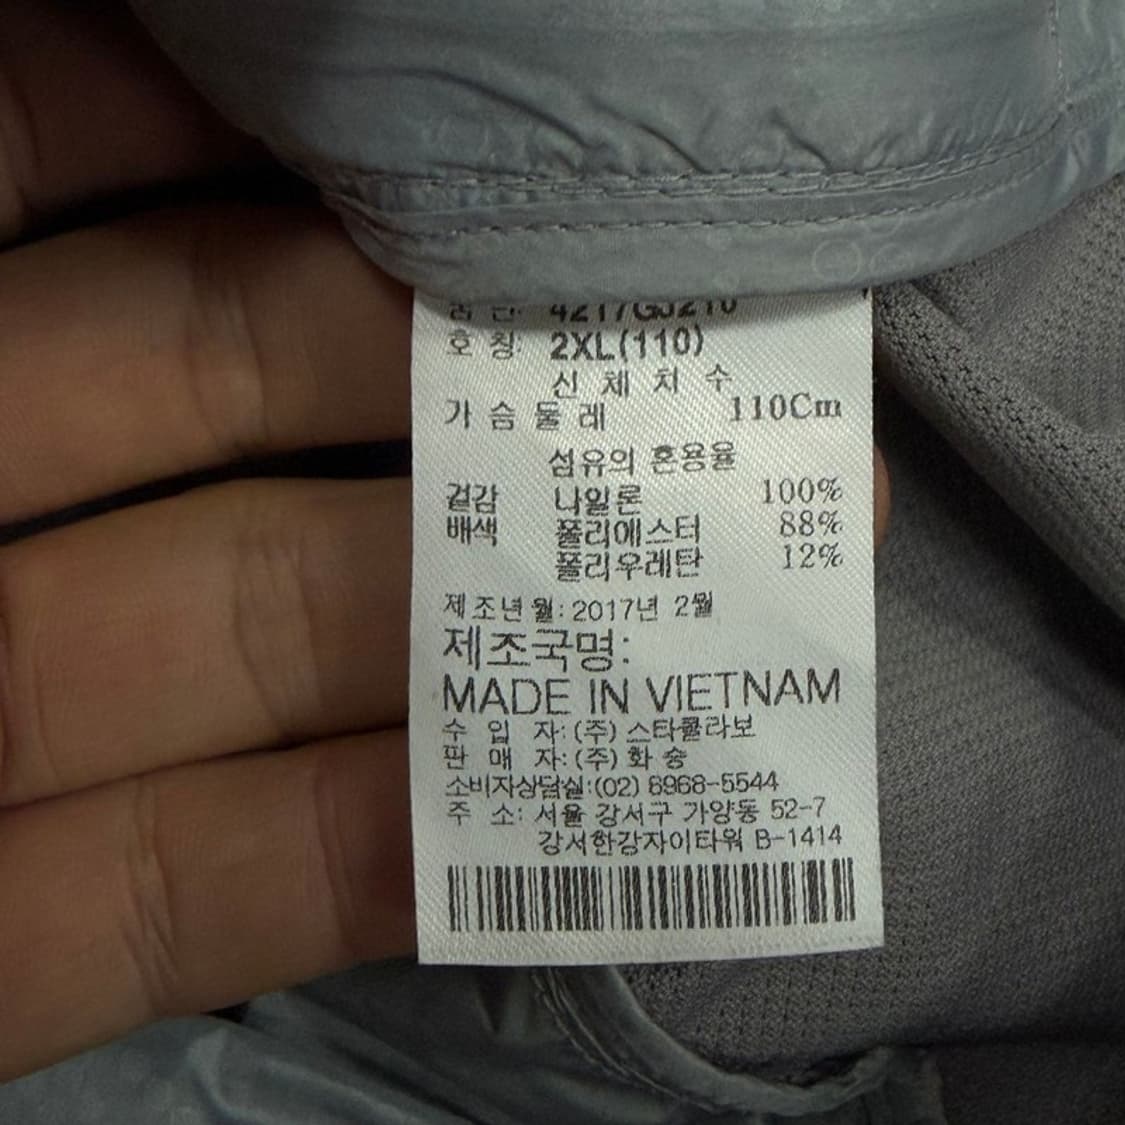 호 칭: 2XL(110)
신 체 치 수
가 슴 둘 레 110Cm
섬유의 혼용율
겉감 나일론 100%
배색 폴리에스터 88%
폴리우레탄 12%
제조년월: 2017년 2월
제조국명:
MADE IN VIETNAM
수 입 자: (주) 스타콜라보
판 매 자: (주) 화승
소비자상담실:(02) 6968-5544
주 소: 서울 강서구 가양동 52-7
강서한강자이타워 B-1414